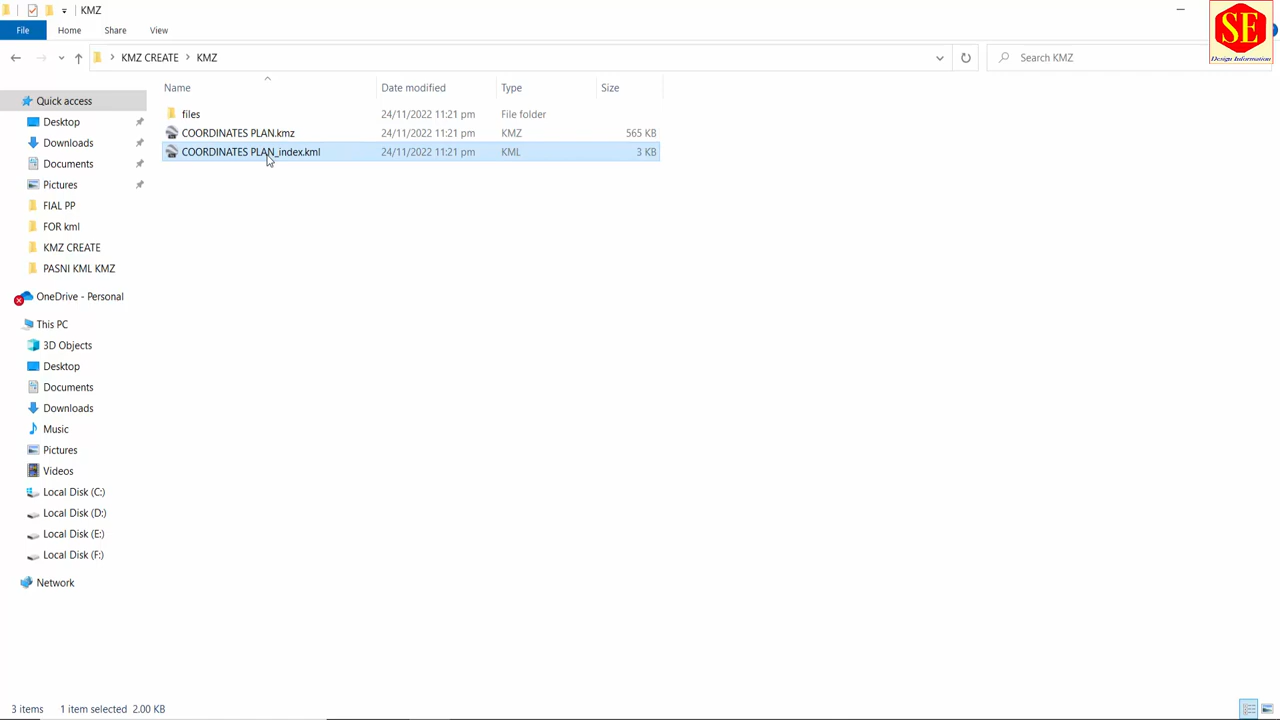 KMZ
SE
Design Information
File Home Share View
KMZ CREATE KMZ
Search KMZ
Name Date modified Type Size
files 24/11/2022 11:21 pm File folder
COORDINATES PLAN.kmz 24/11/2022 11:21 pm KMZ 565 KB
COORDINATES PLAN_index.kml 24/11/2022 11:21 pm KML 3 KB
Quick access
Desktop
Downloads
Documents
Pictures
FIAL PP
FOR kml
KMZ CREATE
PASNI KML KMZ
OneDrive - Personal
This PC
3D Objects
Desktop
Documents
Downloads
Music
Pictures
Videos
Local Disk (C:)
Local Disk (D:)
Local Disk (E:)
Local Disk (F:)
Network
3 items 1 item selected 2.00 KB